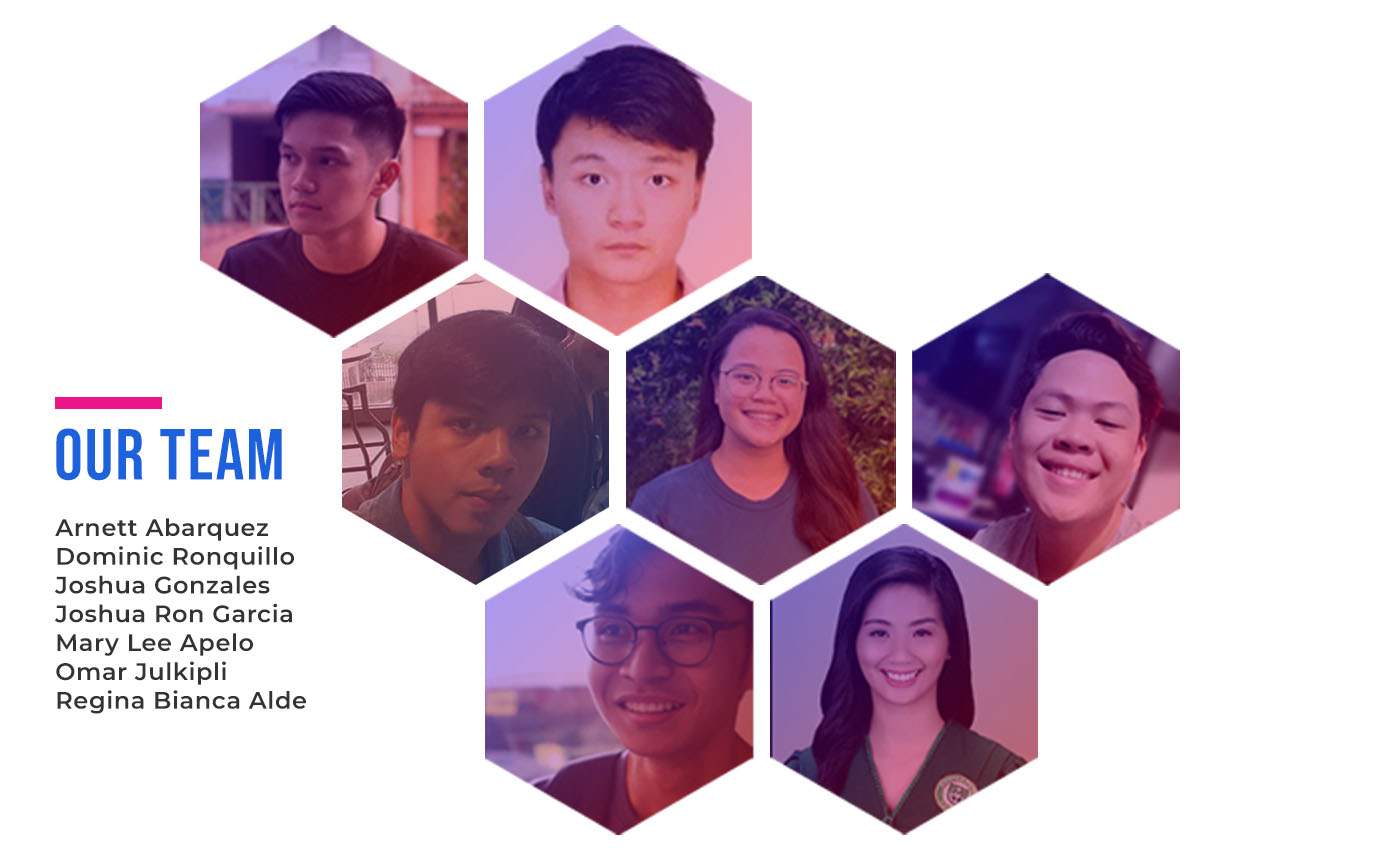 OUR TEAM
Arnett Abarquez
Dominic Ronquillo
Joshua Gonzales
Joshua Ron Garcia
Mary Lee Apelo
Omar Julkipli
Regina Bianca Alde